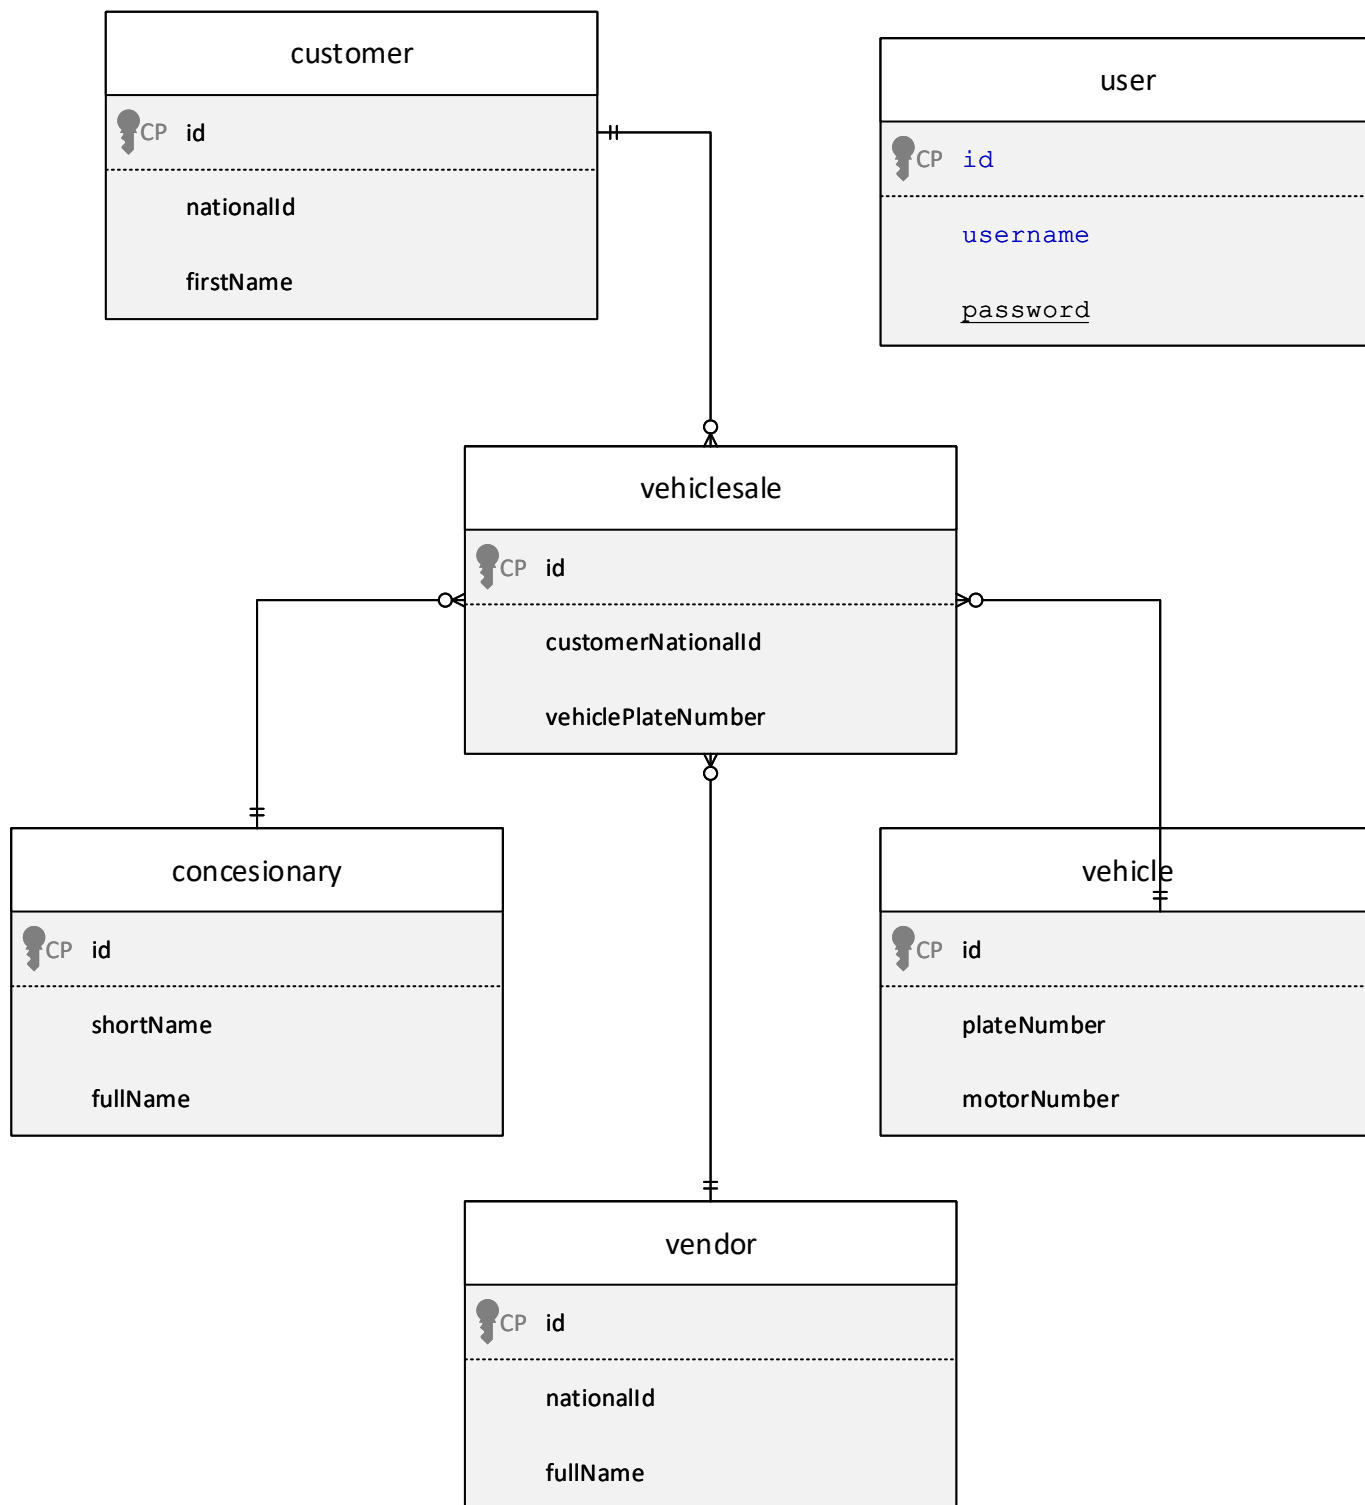 customer
CP id
nationalId
firstName
user
CP id
username
password
vehiclesale
CP id
customerNationalId
vehiclePlateNumber
concesionary
CP id
shortName
fullName
vehicle
CP id
plateNumber
motorNumber
vendor
CP id
nationalId
fullName